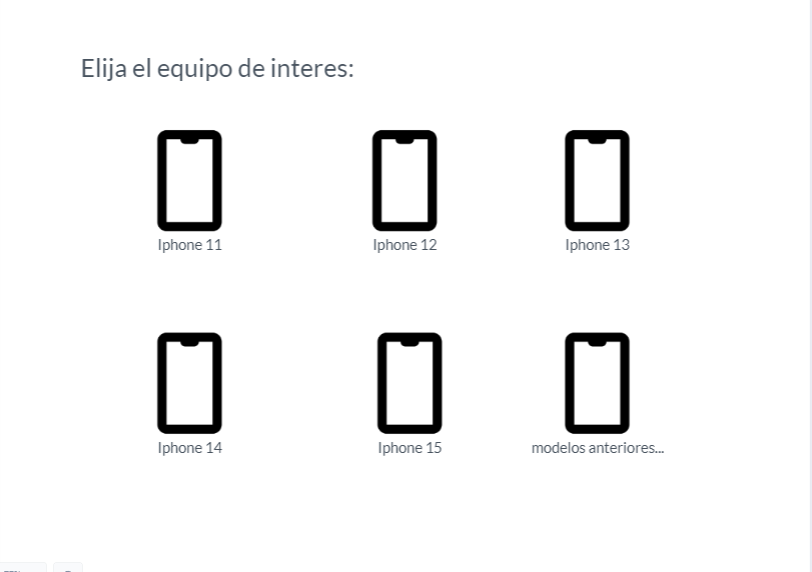 Elija el equipo de interes:
Iphone 11
Iphone 12
Iphone 13
Iphone 14
Iphone 15
modelos anteriores...